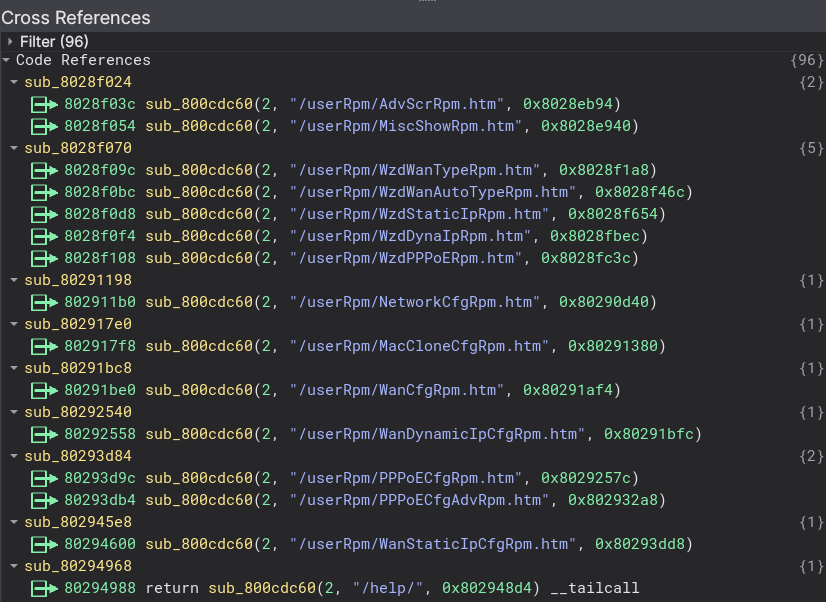 Cross References
Filter (96)
Code References {96}
sub_8028f024 {2}
8028f03c sub_800cdc60(2, "/userRpm/AdvScrRpm.htm", 0x8028eb94)
8028f054 sub_800cdc60(2, "/userRpm/MiscShowRpm.htm", 0x8028e940)
sub_8028f070 {5}
8028f09c sub_800cdc60(2, "/userRpm/WzdWanTypeRpm.htm", 0x8028f1a8)
8028f0bc sub_800cdc60(2, "/userRpm/WzdWanAutoTypeRpm.htm", 0x8028f46c)
8028f0d8 sub_800cdc60(2, "/userRpm/WzdStaticIpRpm.htm", 0x8028f654)
8028f0f4 sub_800cdc60(2, "/userRpm/WzdDynaIpRpm.htm", 0x8028fbec)
8028f108 sub_800cdc60(2, "/userRpm/WzdPPPoERpm.htm", 0x8028fc3c)
sub_80291198 {1}
802911b0 sub_800cdc60(2, "/userRpm/NetworkCfgRpm.htm", 0x80290d40)
sub_802917e0 {1}
802917f8 sub_800cdc60(2, "/userRpm/MacCloneCfgRpm.htm", 0x80291380)
sub_80291bc8 {1}
80291be0 sub_800cdc60(2, "/userRpm/WanCfgRpm.htm", 0x80291af4)
sub_80292540 {1}
80292558 sub_800cdc60(2, "/userRpm/WanDynamicIpCfgRpm.htm", 0x80291bfc)
sub_80293d84 {2}
80293d9c sub_800cdc60(2, "/userRpm/PPPoECfgRpm.htm", 0x8029257c)
80293db4 sub_800cdc60(2, "/userRpm/PPPoECfgAdvRpm.htm", 0x802932a8)
sub_802945e8 {1}
80294600 sub_800cdc60(2, "/userRpm/WanStaticIpCfgRpm.htm", 0x80293dd8)
sub_80294968 {1}
80294988 return sub_800cdc60(2, "/help/", 0x802948d4) __tailcall